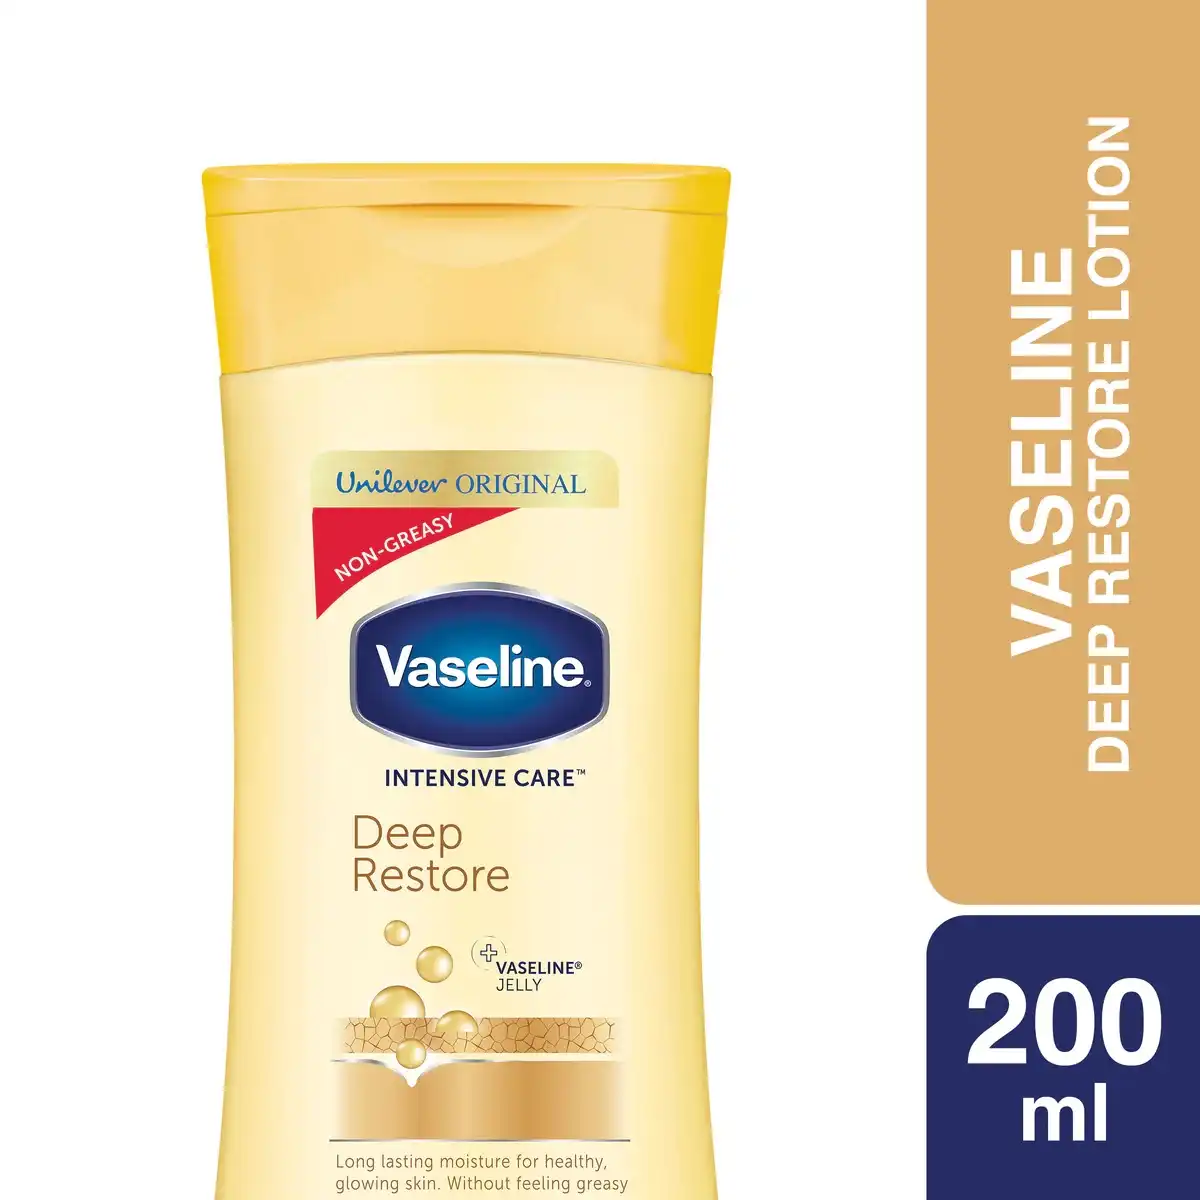 Unilever ORIGINAL
NON-GREASY
Vaseline®
INTENSIVE CARE™
Deep
Restore
VASELINE®
JELLY
Long lasting moisture for healthy,
glowing skin. Without feeling greasy
VASELINE
DEEP RESTORE LOTION
200
ml